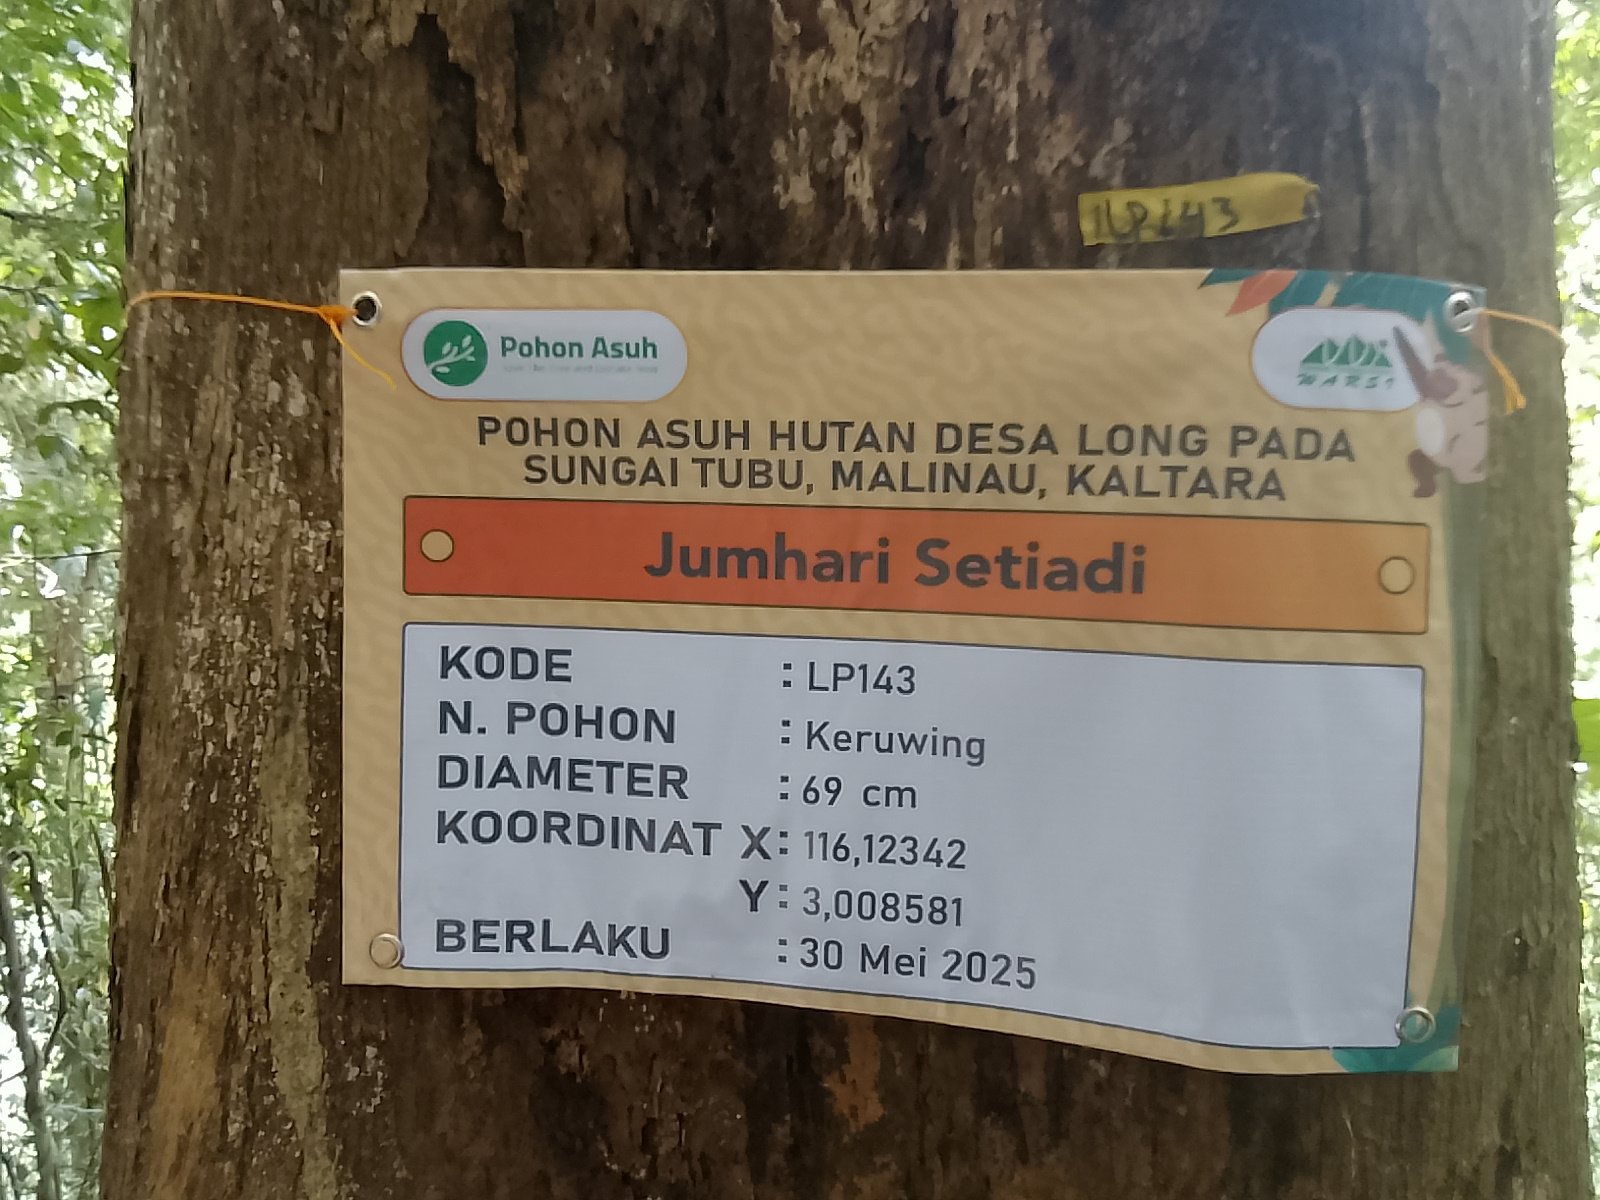 LP143
Pohon Asuh
WARSI
POHON ASUH HUTAN DESA LONG PADA
SUNGAI TUBU, MALINAU, KALTARA
Jumhari Setiadi
KODE : LP143
N. POHON : Keruwing
DIAMETER : 69 cm
KOORDINAT X : 116,12342
Y : 3,008581
BERLAKU : 30 Mei 2025